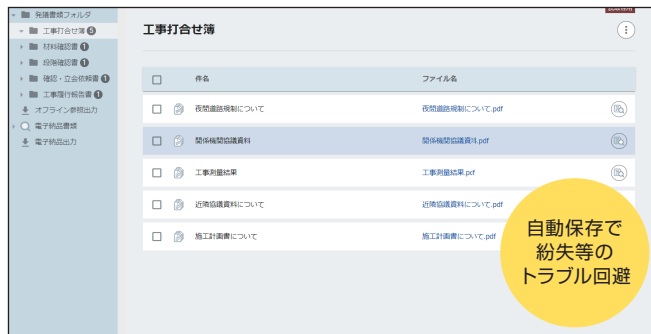 発議書類フォルダ
工事打合せ簿 5
材料確認書 1
段階確認書 1
確認・立会依頼書 1
工事履行報告書 1
オフライン参照出力
電子納品書類
電子納品出力
工事打合せ簿
件名 ファイル名
夜間道路規制について 夜間道路規制について.pdf
関係機関協議資料 関係機関協議資料.pdf
工事測量結果 工事測量結果.pdf
近隣協議資料について 近隣協議資料について.pdf
施工計画書について 施工計画書について.pdf
自動保存で
紛失等の
トラブル回避